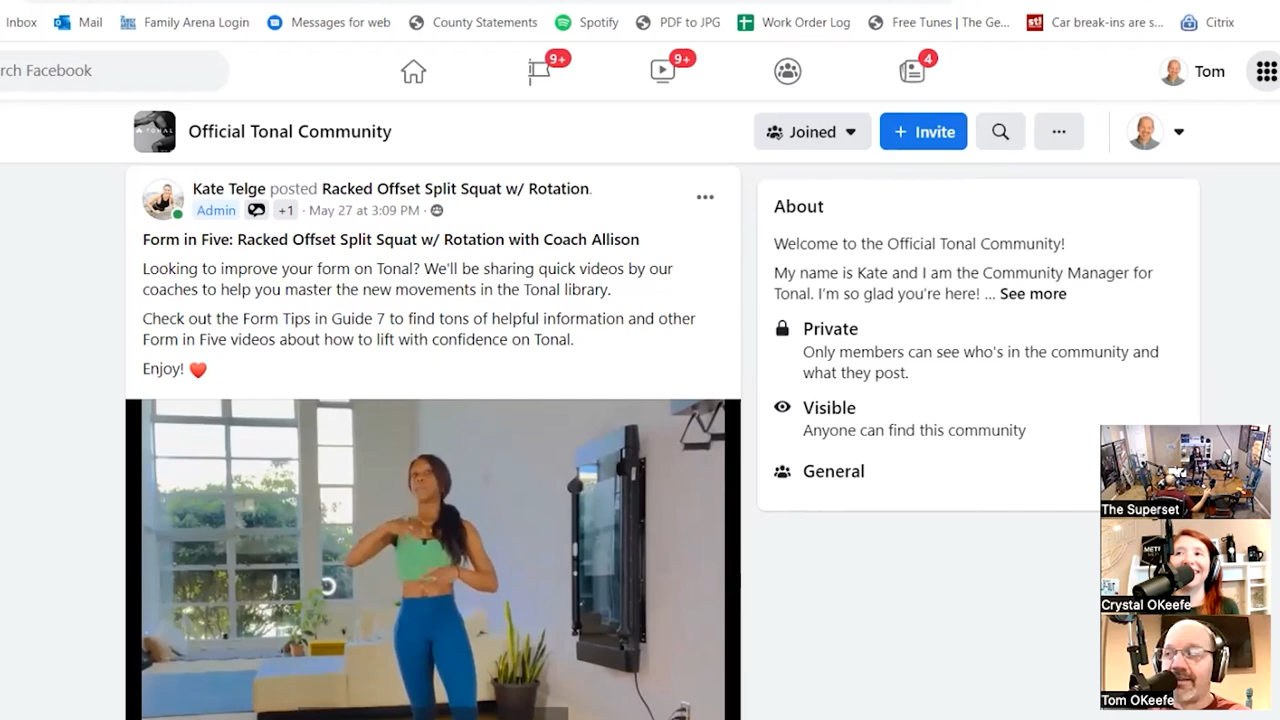 Inbox Mail Family Arena Login Messages for web County Statements Spotify PDF to JPG Work Order Log Free Tunes | The Ge... stl Car break-ins are s... Citrix
rch Facebook 9+ 9+ 4 Tom
Official Tonal Community Joined + Invite
Kate Telge posted Racked Offset Split Squat w/ Rotation.
Admin +1 · May 27 at 3:09 PM ·
Form in Five: Racked Offset Split Squat w/ Rotation with Coach Allison
Looking to improve your form on Tonal? We'll be sharing quick videos by our
coaches to help you master the new movements in the Tonal library.
Check out the Form Tips in Guide 7 to find tons of helpful information and other
Form in Five videos about how to lift with confidence on Tonal.
Enjoy!
About
Welcome to the Official Tonal Community!
My name is Kate and I am the Community Manager for
Tonal. I'm so glad you're here! ... See more
Private
Only members can see who's in the community and
what they post.
Visible
Anyone can find this community
General
The Superset
Crystal OKeefe
Tom OKeefe